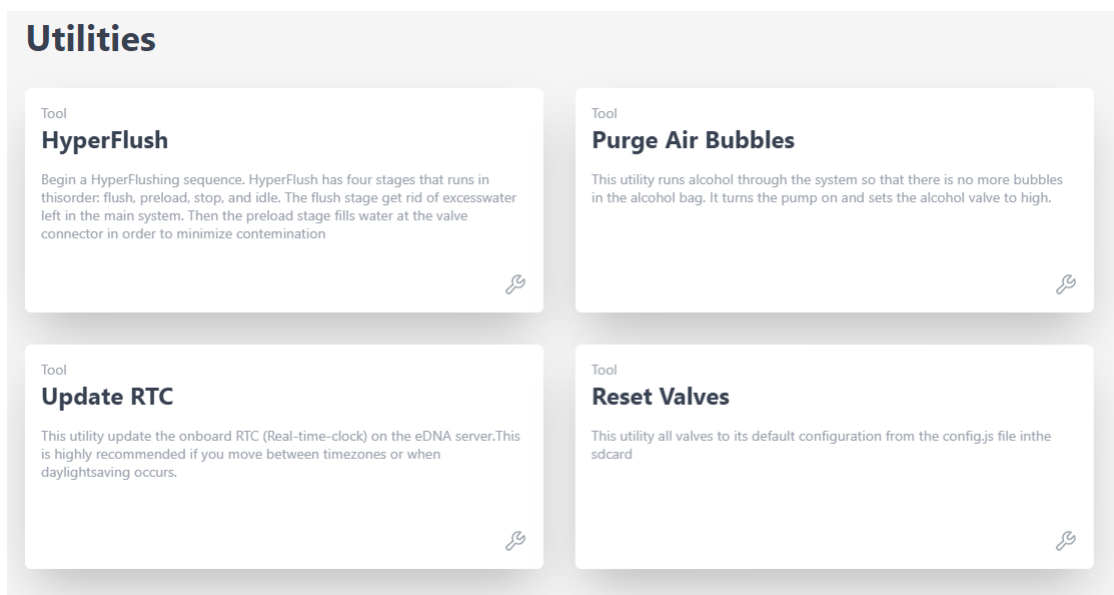 Utilities
Tool
HyperFlush
Begin a HyperFlushing sequence. HyperFlush has four stages that runs in
thisorder: flush, preload, stop, and idle. The flush stage get rid of excesswater
left in the main system. Then the preload stage fills water at the valve
connector in order to minimize contemination
Tool
Purge Air Bubbles
This utility runs alcohol through the system so that there is no more bubbles
in the alcohol bag. It turns the pump on and sets the alcohol valve to high.
Tool
Update RTC
This utility update the onboard RTC (Real-time-clock) on the eDNA server.This
is highly recommended if you move between timezones or when
daylightsaving occurs.
Tool
Reset Valves
This utility all valves to its default configuration from the config.js file inthe
sdcard